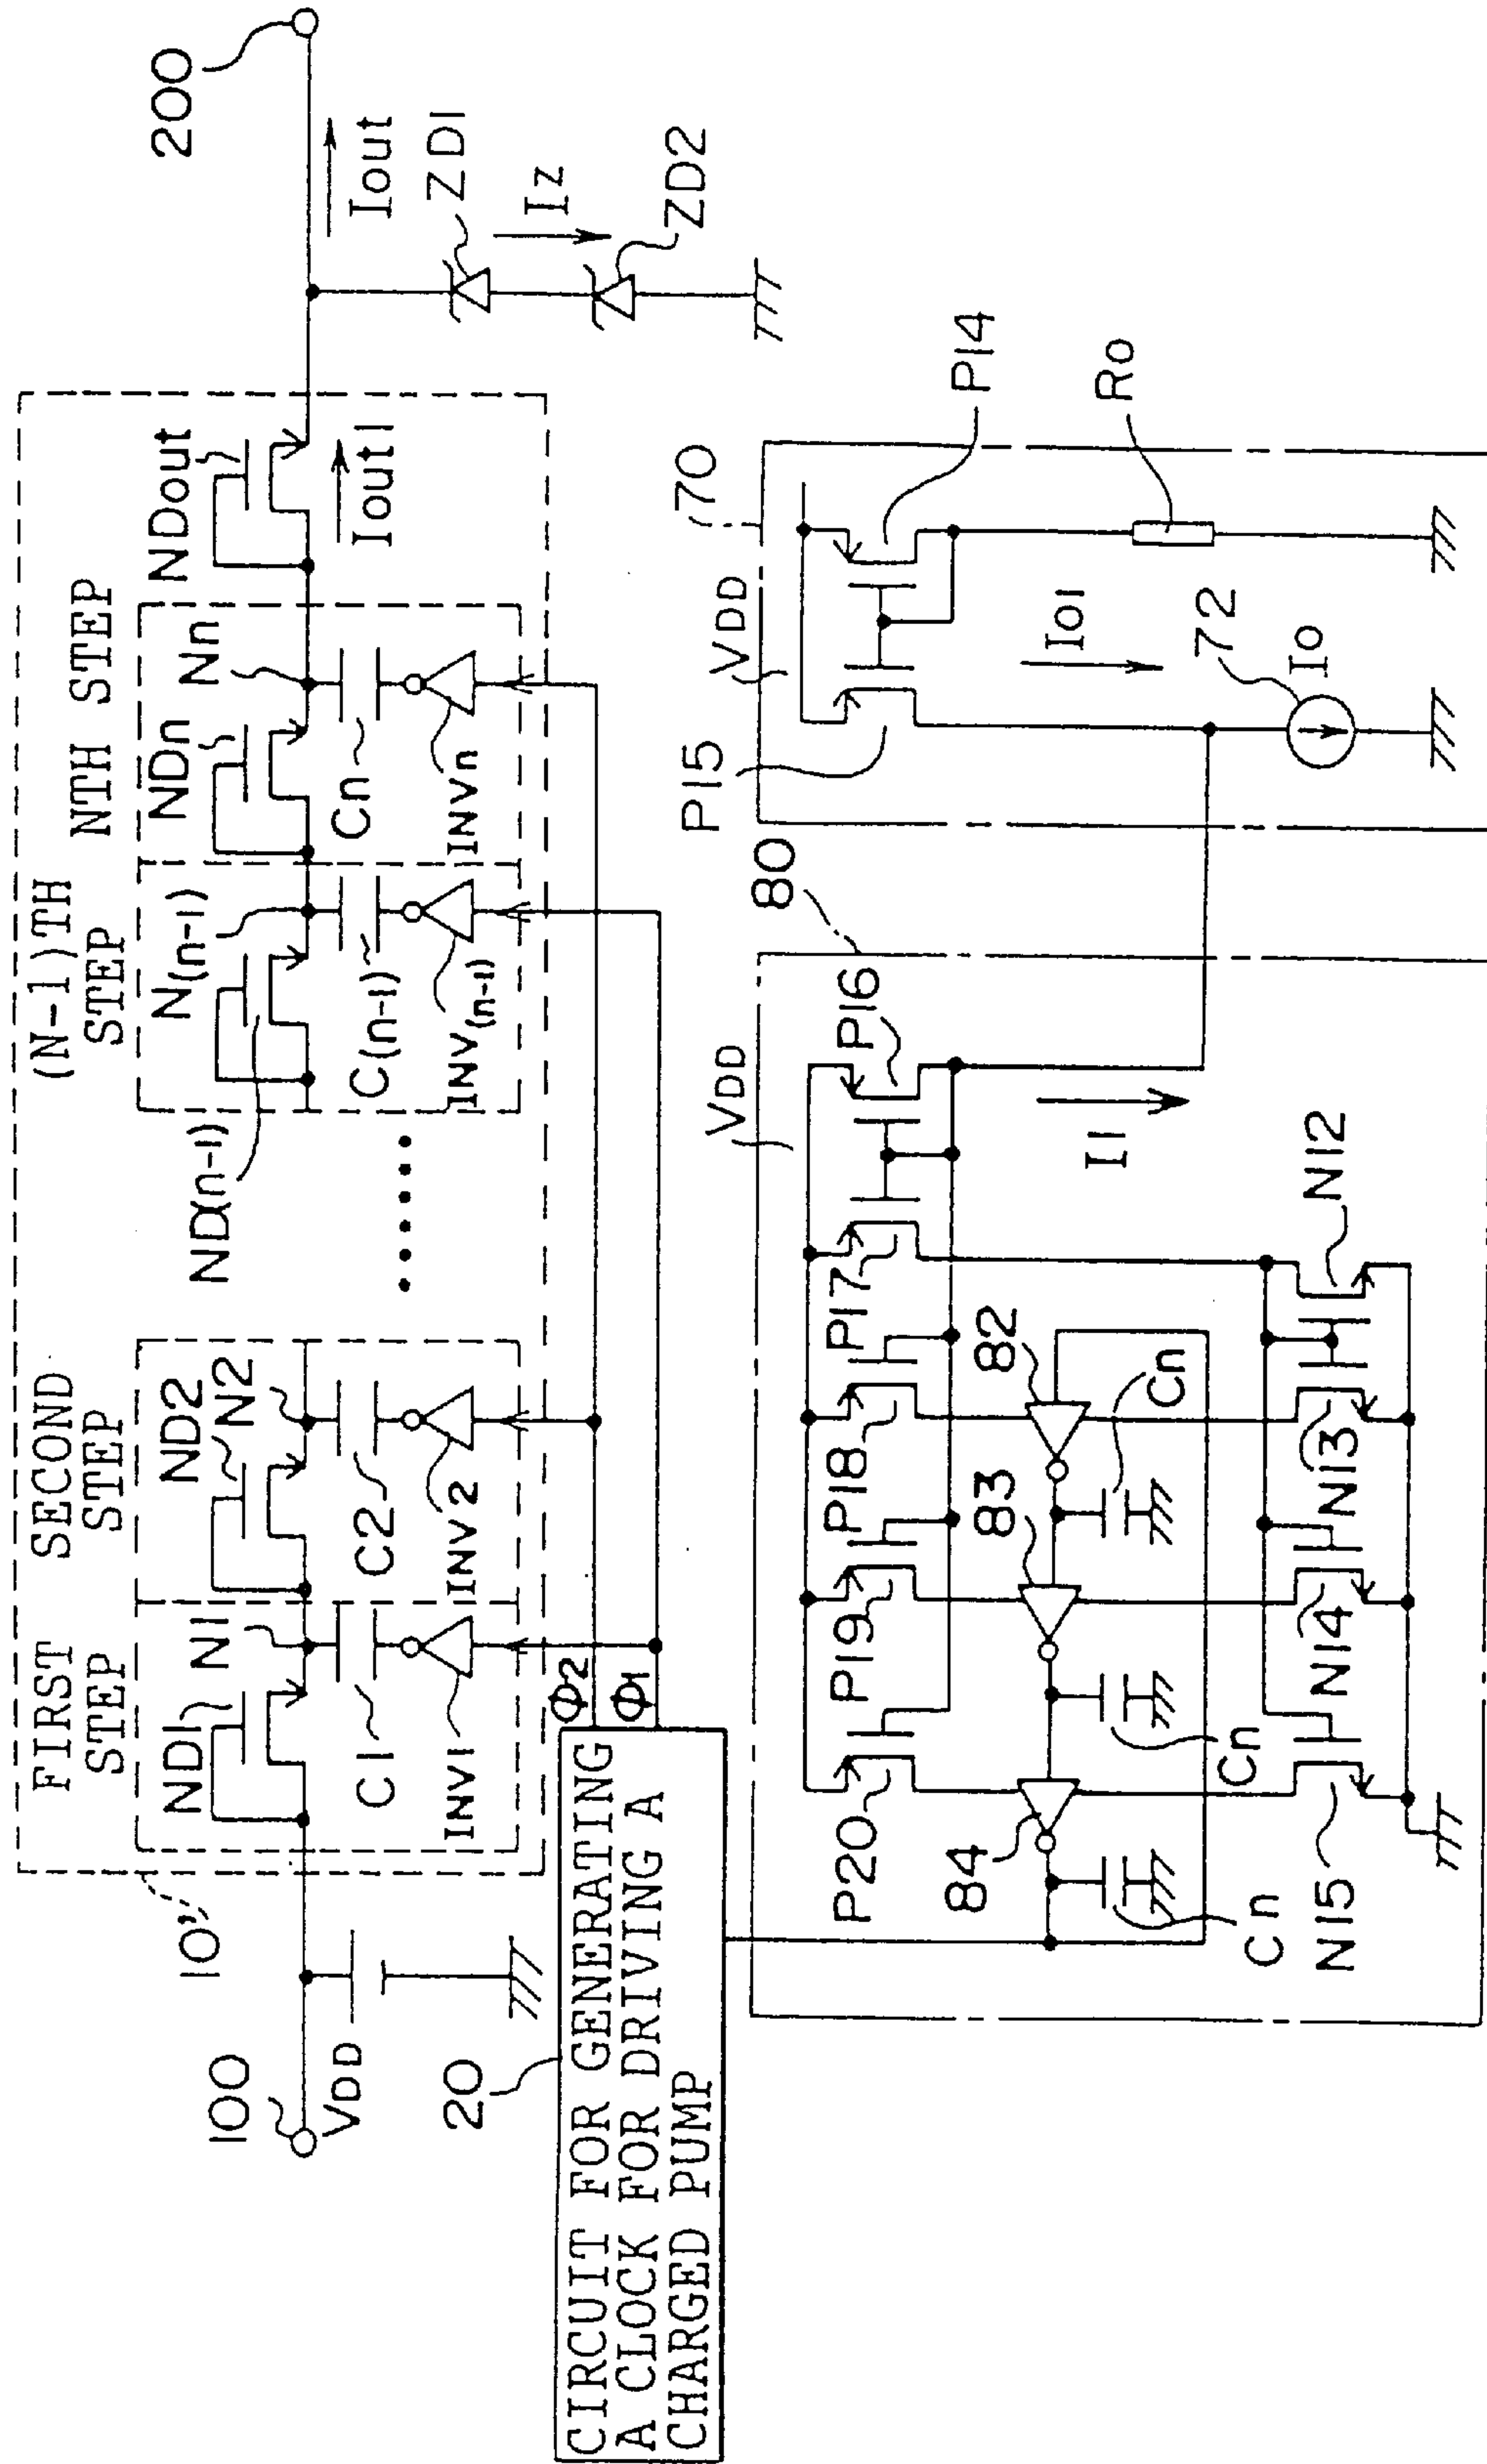 FIRST
STEP
SECOND
STEP
(N-1)TH
STEP
NTH STEP
100
VDD
10'
ND1
N1
C1
INV1
ND2
N2
C2
INV2
ND(n-1)
N(n-1)
C(n-1)
INV(n-1)
NDn
Nn
Cn
INVn
NDout
Iout1
Iout
200
ZD1
Iz
ZD2
Φ2
Φ1
20
CIRCUIT FOR GENERATING
A CLOCK FOR DRIVING A
CHARGED PUMP
80
VDD
P20
P19
P18
P17
P16
84
83
82
Cn
Cn
Cn
N15
N14
N13
N12
I1
70
VDD
P15
P14
I01
72
Io
Ro